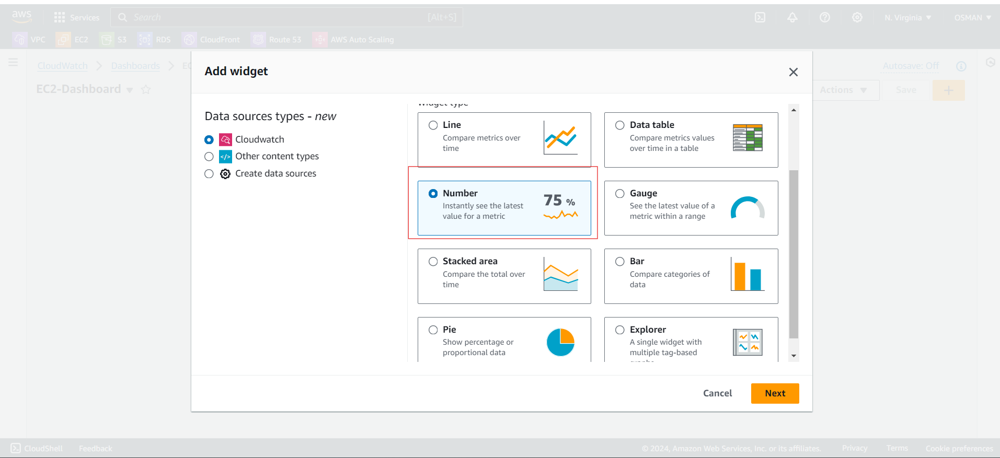 aws
Services
Search
[Alt+S]
N. Virginia
OSMAN
VPC
EC2
S3
RDS
CloudFront
Route 53
AWS Auto Scaling
CloudWatch
Dashboards
Autosave: Off
EC2-Dashboard
Actions
Save
Add widget
Data sources types - new
Cloudwatch
Other content types
Create data sources
Widget type
Line
Compare metrics over
time
Data table
Compare metrics values
over time in a table
Number
Instantly see the latest
value for a metric
75 %
Gauge
See the latest value of a
metric within a range
Stacked area
Compare the total over
time
Bar
Compare categories of
data
Pie
Show percentage or
proportional data
Explorer
A single widget with
multiple tag-based
Cancel
Next
CloudShell
Feedback
© 2024, Amazon Web Services, Inc. or its affiliates.
Privacy
Terms
Cookie preferences